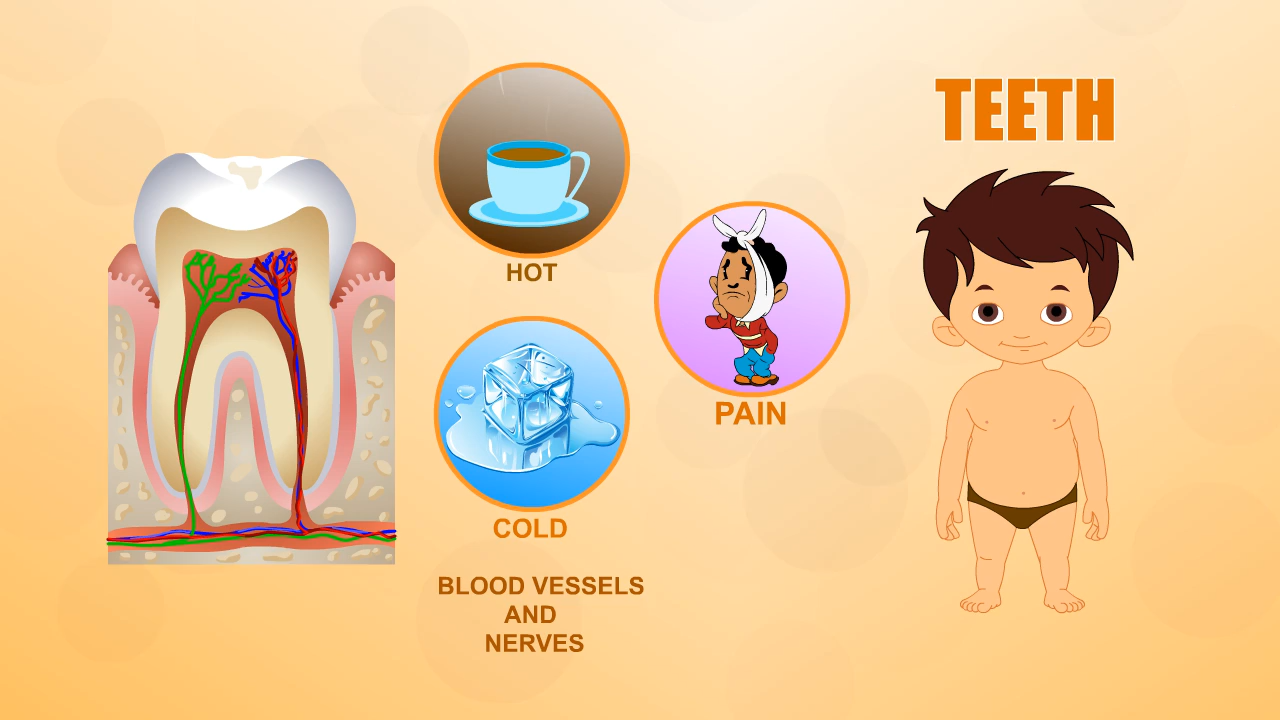 TEETH
HOT
PAIN
COLD
BLOOD VESSELS
AND
NERVES